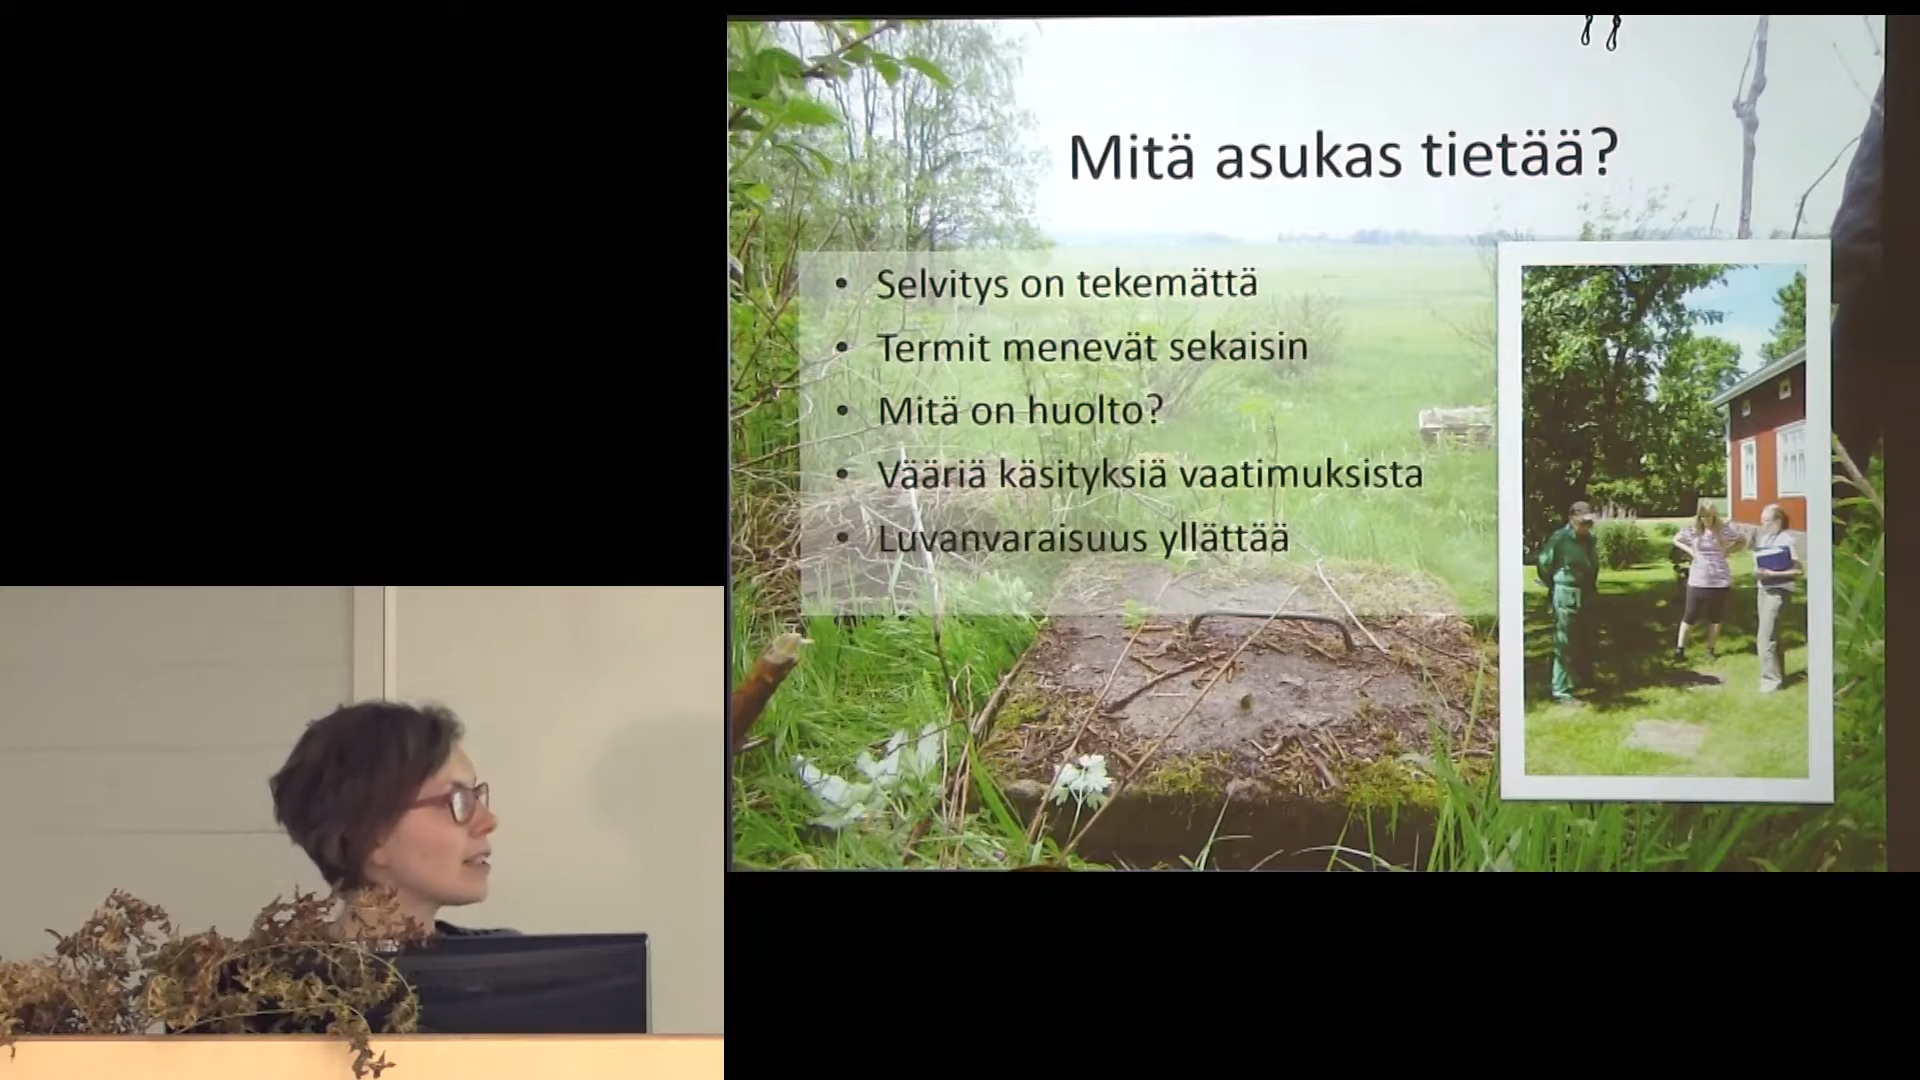 Mitä asukas tietää?
• Selvitys on tekemättä
• Termit menevät sekaisin
• Mitä on huolto?
• Vääriä käsityksiä vaatimuksista
• Luvanvaraisuus yllättää